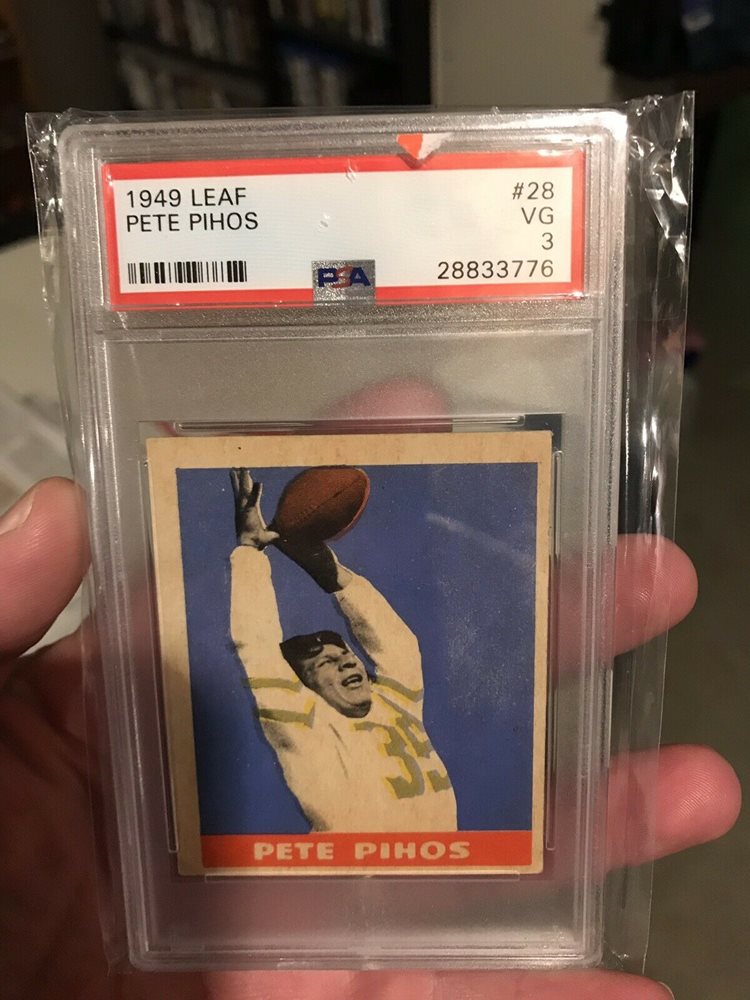 1949 LEAF #28
PETE PIHOS VG
3
PSA 28833776
35
PETE PIHOS